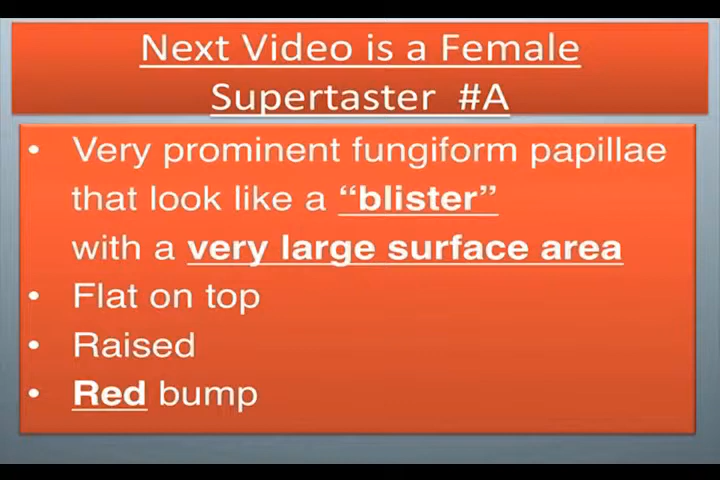 Next Video is a Female
Supertaster #A
• Very prominent fungiform papillae
that look like a “blister”
with a very large surface area
• Flat on top
• Raised
• Red bump